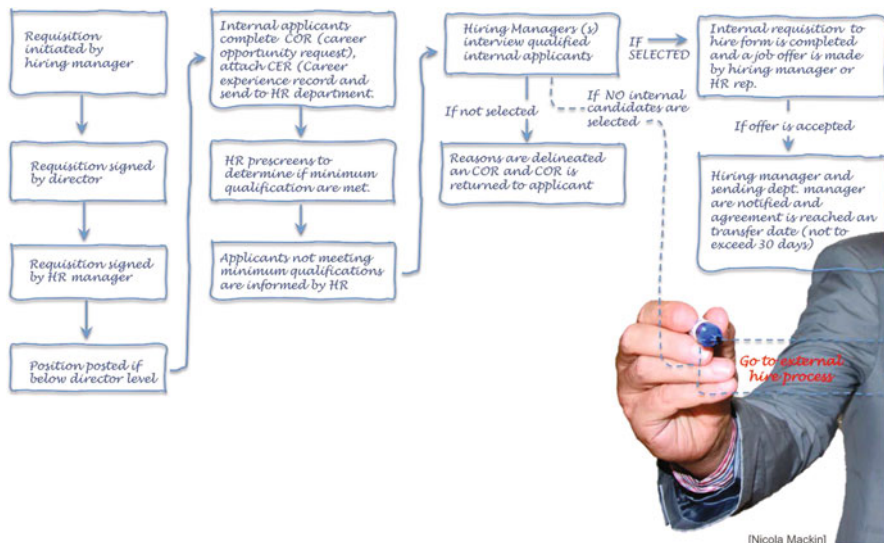 Requisition
initiated by
hiring manager
Requisition signed
by director
Requisition signed
by HR manager
Position posted if
below director level
Internal applicants
complete COR (career
opportunity request),
attach CER (Career
experience record and
send to HR department.
HR prescreens to
determine if minimum
qualification are met.
Applicants not meeting
minimum qualifications
are informed by HR
Hiring Managers (s)
interview qualified
internal applicants
If not selected
Reasons are delineated
an COR and COR is
returned to applicant
IF
SELECTED
If NO internal
candidates are
selected
Internal requisition to
hire form is completed
and a job offer is made
by hiring manager or
HR rep.
If offer is accepted
Hiring manager and
sending dept. manager
are notified and
agreement is reached an
transfer date (not to
exceed 30 days)
Go to external
hire process
[Nicola Mackin]